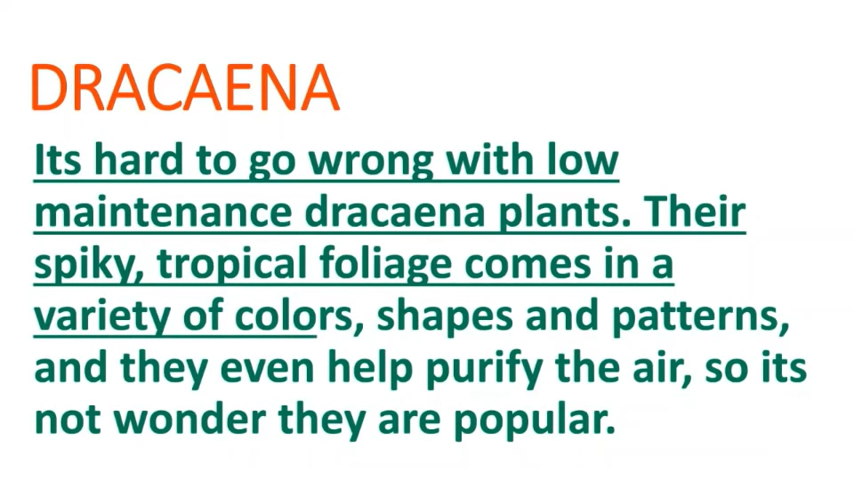 DRACAENA
Its hard to go wrong with low
maintenance dracaena plants. Their
spiky, tropical foliage comes in a
variety of colors, shapes and patterns,
and they even help purify the air, so its
not wonder they are popular.